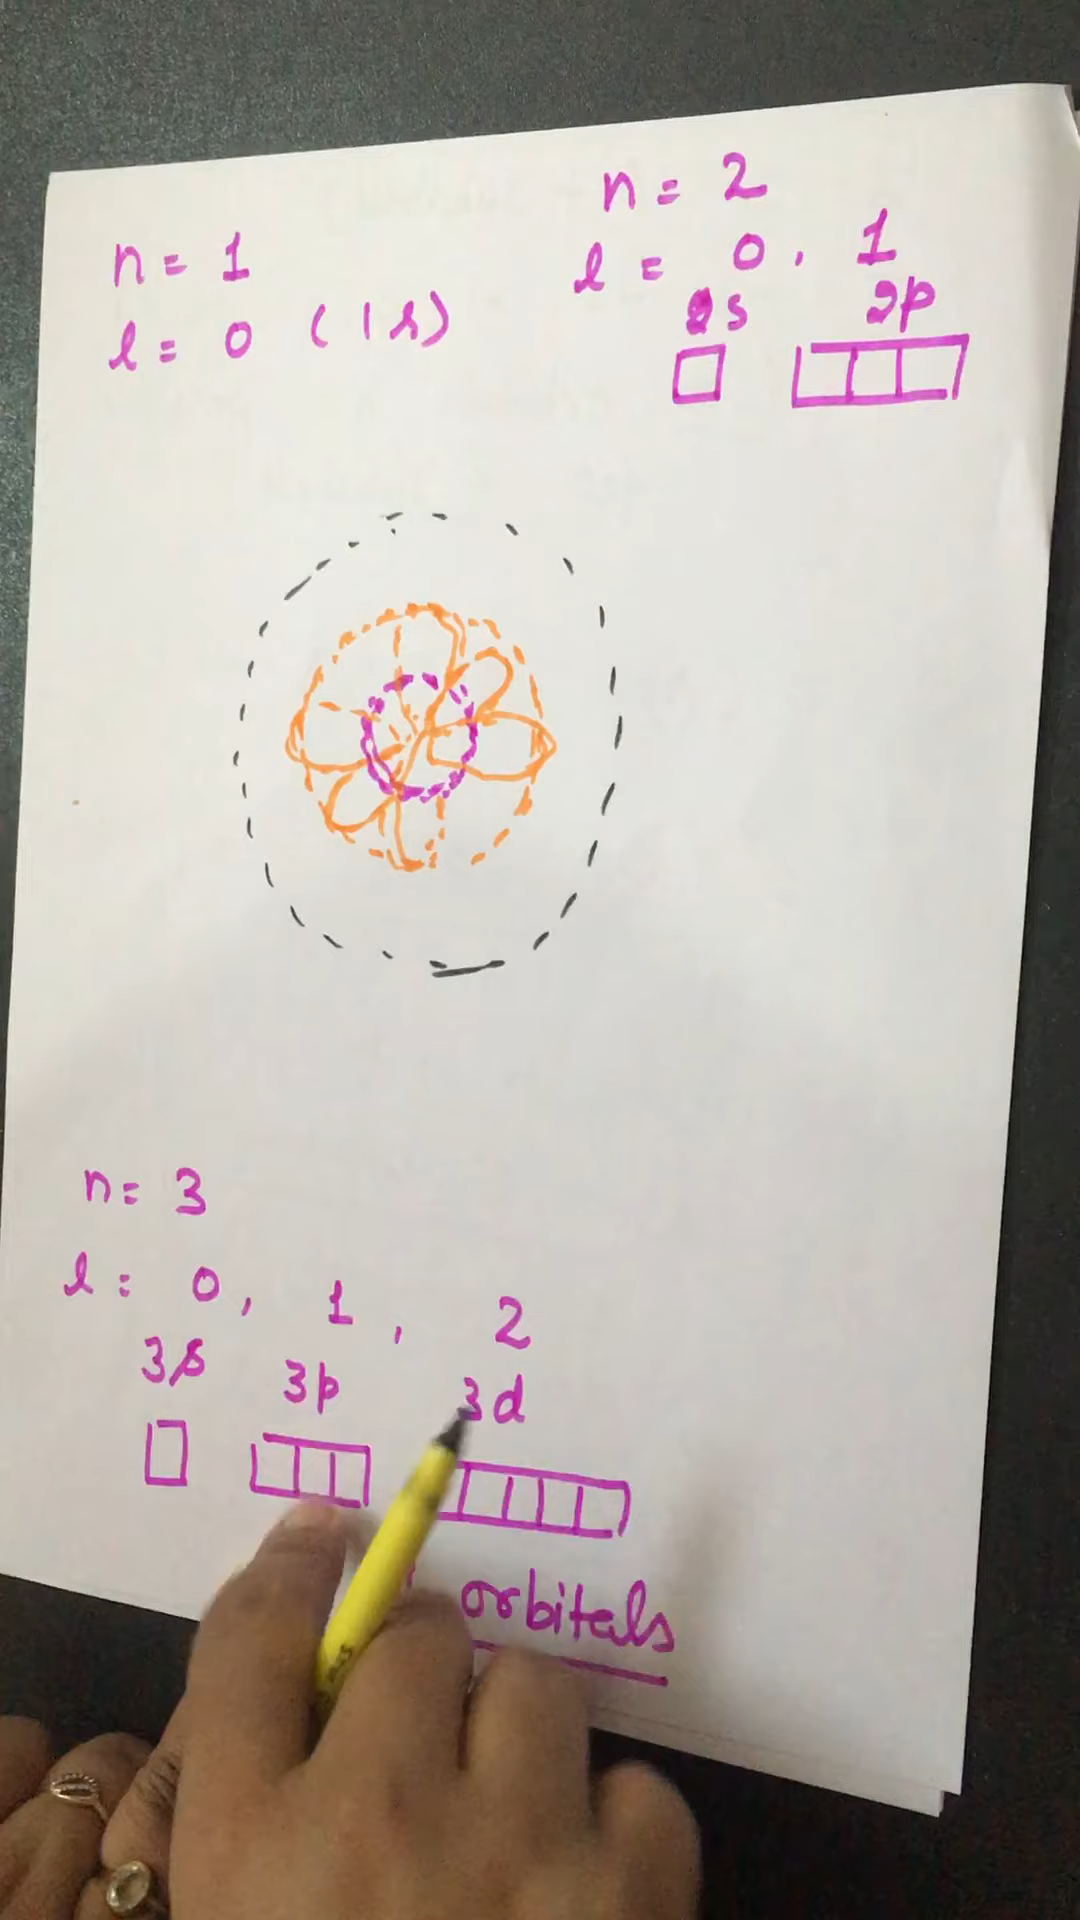 n = 1
l = 0 (1s)
n = 2
l = 0, 1
2s 2p
n = 3
l = 0, 1, 2
3s 3p 3d
orbitals